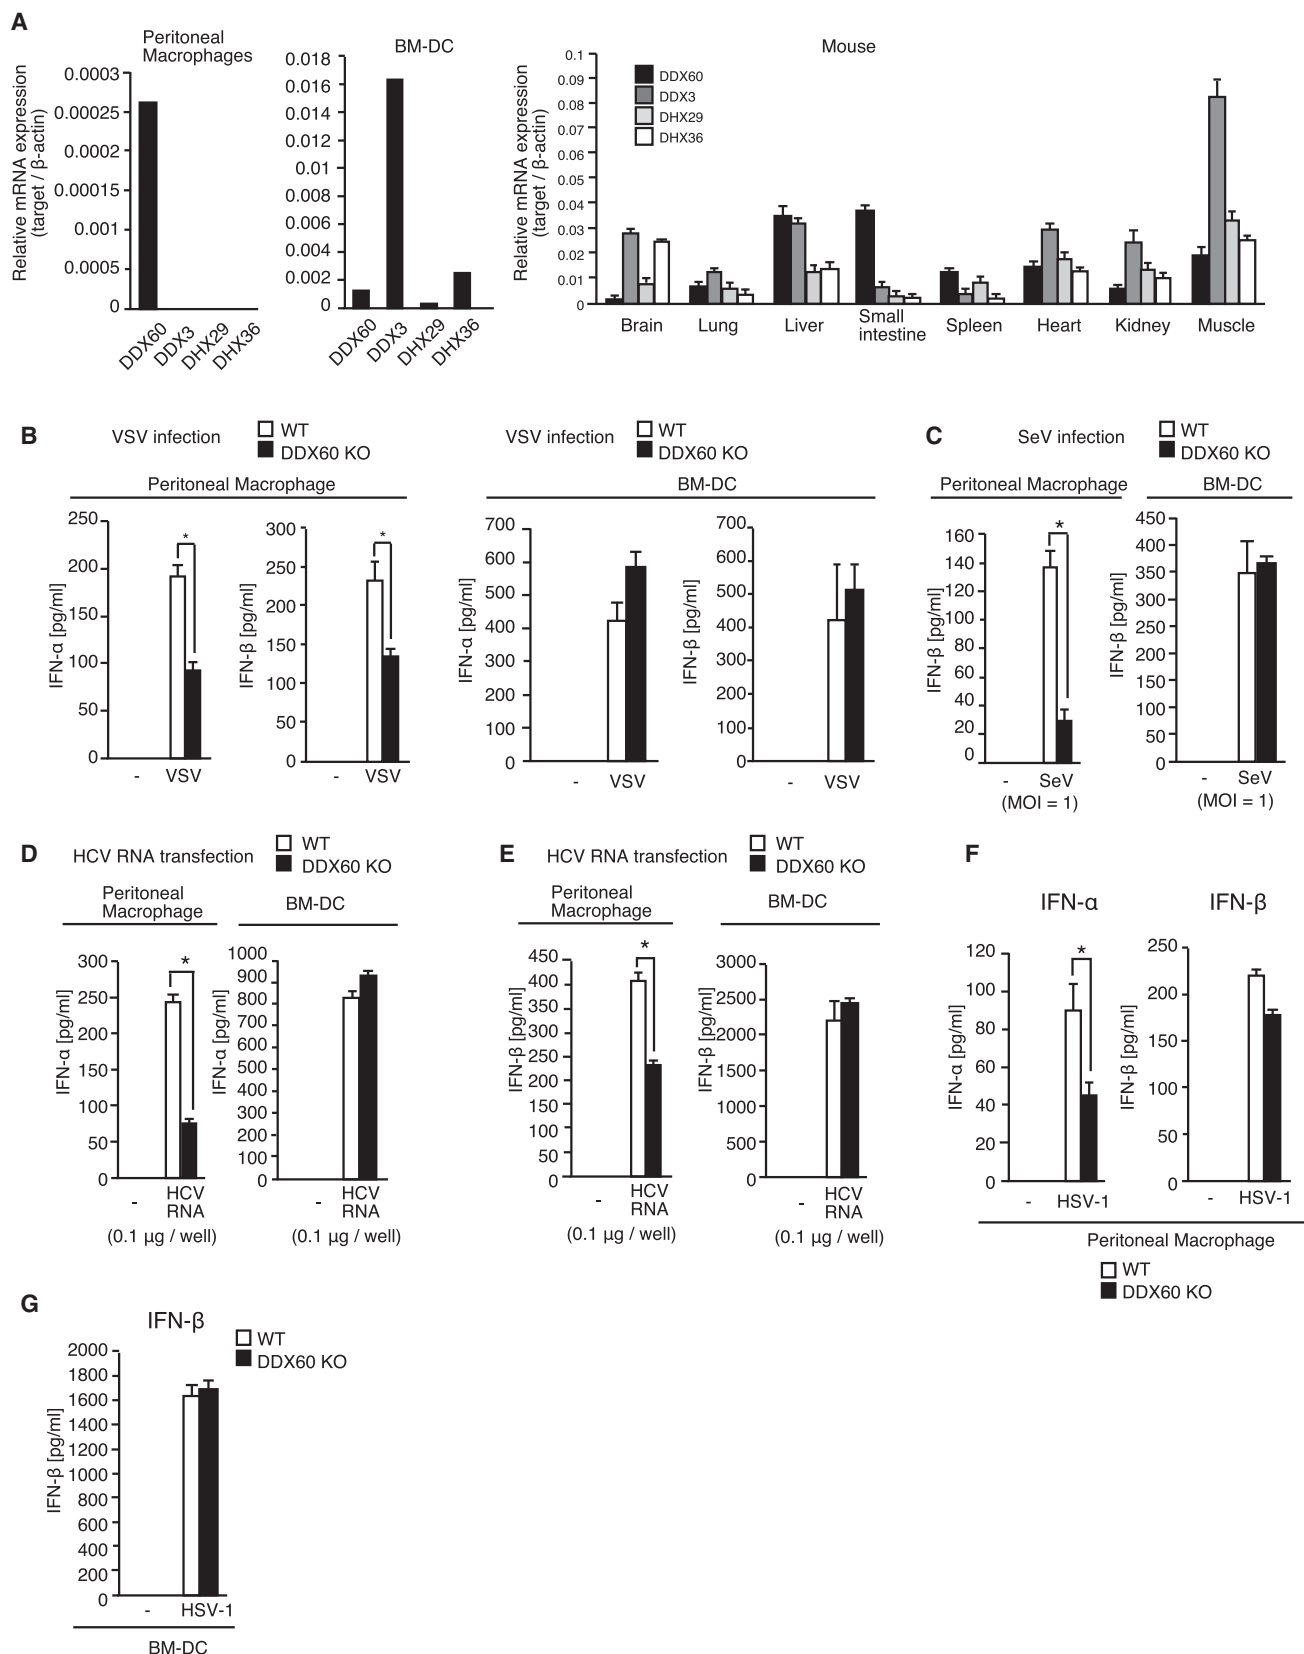 A
Peritoneal
Macrophages
Relative mRNA expression
(target / β-actin)
0.0003
0.00025
0.0002
0.00015
0.001
0.0005
0
DDX60
DDX3
DHX29
DHX36
BM-DC
0.018
0.016
0.014
0.012
0.01
0.008
0.006
0.004
0.002
0
DDX60
DDX3
DHX29
DHX36
Mouse
Relative mRNA expression
(target / β-actin)
0.1
0.09
0.08
0.07
0.06
0.05
0.04
0.03
0.02
0.01
0
DDX60
DDX3
DHX29
DHX36
Brain
Lung
Liver
Small
intestine
Spleen
Heart
Kidney
Muscle
B
VSV infection
WT
DDX60 KO
Peritoneal Macrophage
IFN-α [pg/ml]
250
200
150
100
50
0
*
-
VSV
IFN-β [pg/ml]
300
250
200
150
100
50
0
*
-
VSV
VSV infection
WT
DDX60 KO
BM-DC
IFN-α [pg/ml]
700
600
500
400
300
200
100
0
-
VSV
IFN-β [pg/ml]
700
600
500
400
300
200
100
0
-
VSV
C
SeV infection
WT
DDX60 KO
Peritoneal Macrophage
IFN-β [pg/ml]
160
140
120
100
80
60
40
20
0
*
-
SeV
(MOI = 1)
BM-DC
IFN-β [pg/ml]
450
400
350
300
250
200
150
100
50
0
-
SeV
(MOI = 1)
D
HCV RNA transfection
WT
DDX60 KO
Peritoneal
Macrophage
IFN-α [pg/ml]
300
250
200
150
100
50
0
*
-
HCV
RNA
(0.1 µg / well)
BM-DC
IFN-α [pg/ml]
1000
900
800
700
600
500
400
300
200
100
0
-
HCV
RNA
(0.1 µg / well)
E
HCV RNA transfection
WT
DDX60 KO
Peritoneal
Macrophage
IFN-β [pg/ml]
450
400
350
300
250
200
150
100
50
0
*
-
HCV
RNA
(0.1 µg / well)
BM-DC
IFN-β [pg/ml]
3000
2500
2000
1500
1000
500
0
-
HCV
RNA
(0.1 µg / well)
F
IFN-α
IFN-α [pg/ml]
120
100
80
60
40
20
0
*
-
HSV-1
IFN-β
IFN-β [pg/ml]
250
200
150
100
50
0
-
HSV-1
Peritoneal Macrophage
WT
DDX60 KO
G
IFN-β
WT
DDX60 KO
IFN-β [pg/ml]
2000
1800
1600
1400
1200
1000
800
600
400
200
0
-
HSV-1
BM-DC